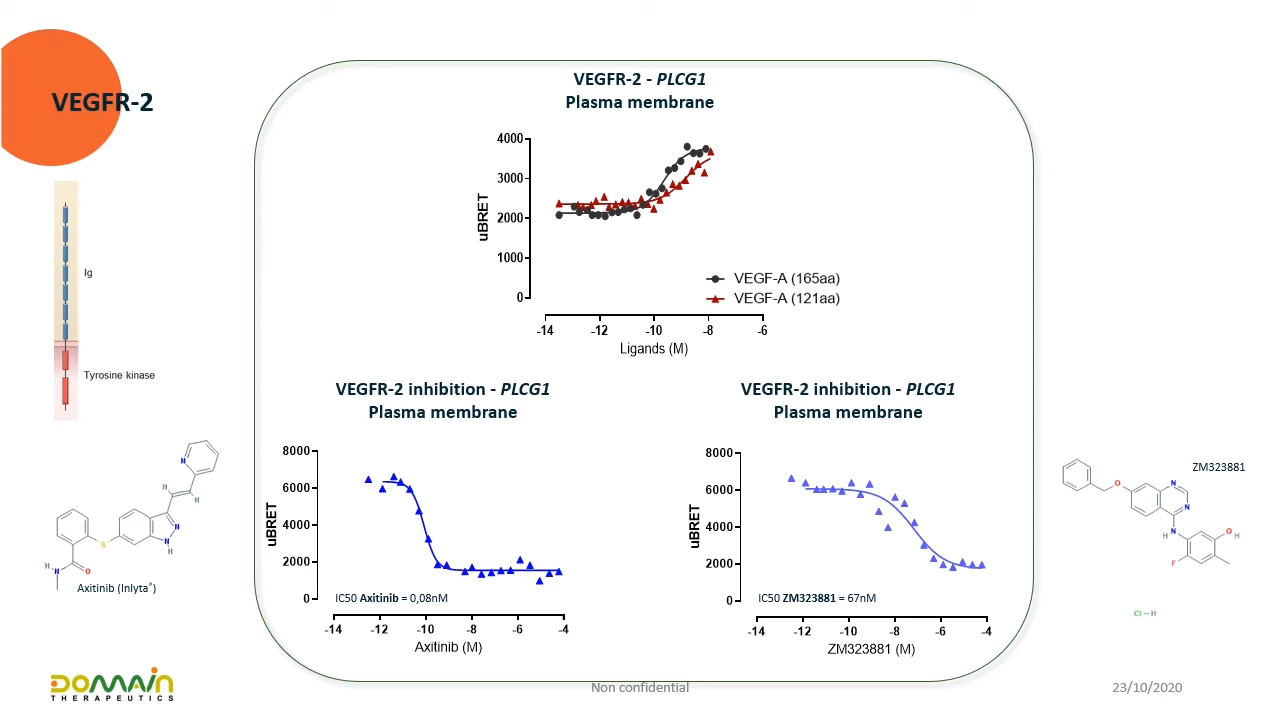 VEGFR-2
VEGFR-2 - PLCG1
Plasma membrane
4000
3000
2000
1000
0
uBRET
-14
-12
-10
-8
-6
Ligands (M)
VEGF-A (165aa)
VEGF-A (121aa)
Ig
Tyrosine kinase
VEGFR-2 inhibition - PLCG1
Plasma membrane
8000
6000
4000
2000
0
uBRET
IC50 Axitinib = 0,08nM
-14
-12
-10
-8
-6
-4
Axitinib (M)
VEGFR-2 inhibition - PLCG1
Plasma membrane
8000
6000
4000
2000
0
uBRET
IC50 ZM323881 = 67nM
-14
-12
-10
-8
-6
-4
ZM323881 (M)
N
H
H
N
N
H
S
H
N
O
Axitinib (Inlyta®)
ZM323881
O
N
N
N
H
O
H
F
Cl
H
DOMAIN
THERAPEUTICS
Non confidential
23/10/2020